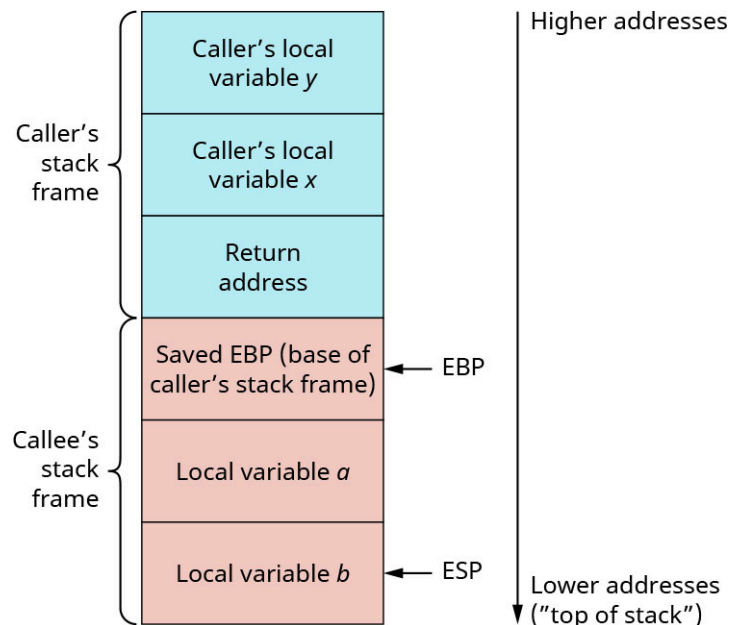 Higher addresses
Caller's local
variable y
Caller's
stack
frame
Caller's local
variable x
Return
address
Saved EBP (base of
caller's stack frame)
EBP
Callee's
stack
frame
Local variable a
Local variable b
ESP
Lower addresses
("top of stack")